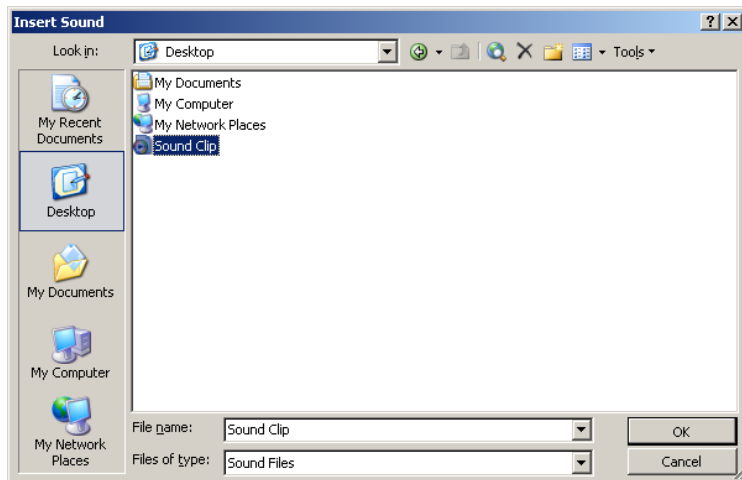 Insert Sound
Look in:
Desktop
Tools
My Recent
Documents
Desktop
My Documents
My Computer
My Network
Places
My Documents
My Computer
My Network Places
Sound Clip
File name:
Sound Clip
OK
Files of type:
Sound Files
Cancel